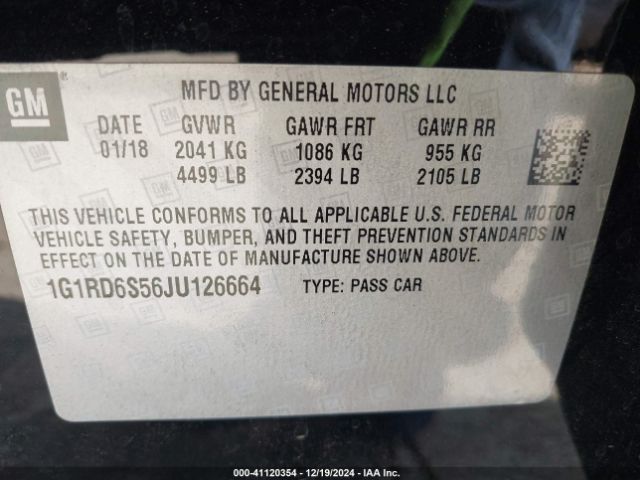 GM®
MFD BY GENERAL MOTORS LLC
DATE GVWR GAWR FRT GAWR RR
01/18 2041 KG 1086 KG 955 KG
4499 LB 2394 LB 2105 LB
THIS VEHICLE CONFORMS TO ALL APPLICABLE U.S. FEDERAL MOTOR
VEHICLE SAFETY, BUMPER, AND THEFT PREVENTION STANDARDS IN
EFFECT ON THE DATE OF MANUFACTURE SHOWN ABOVE.
1G1RD6S56JU126664 TYPE: PASS CAR
©00-41120354 - 12/19/2024 - IAA Inc.